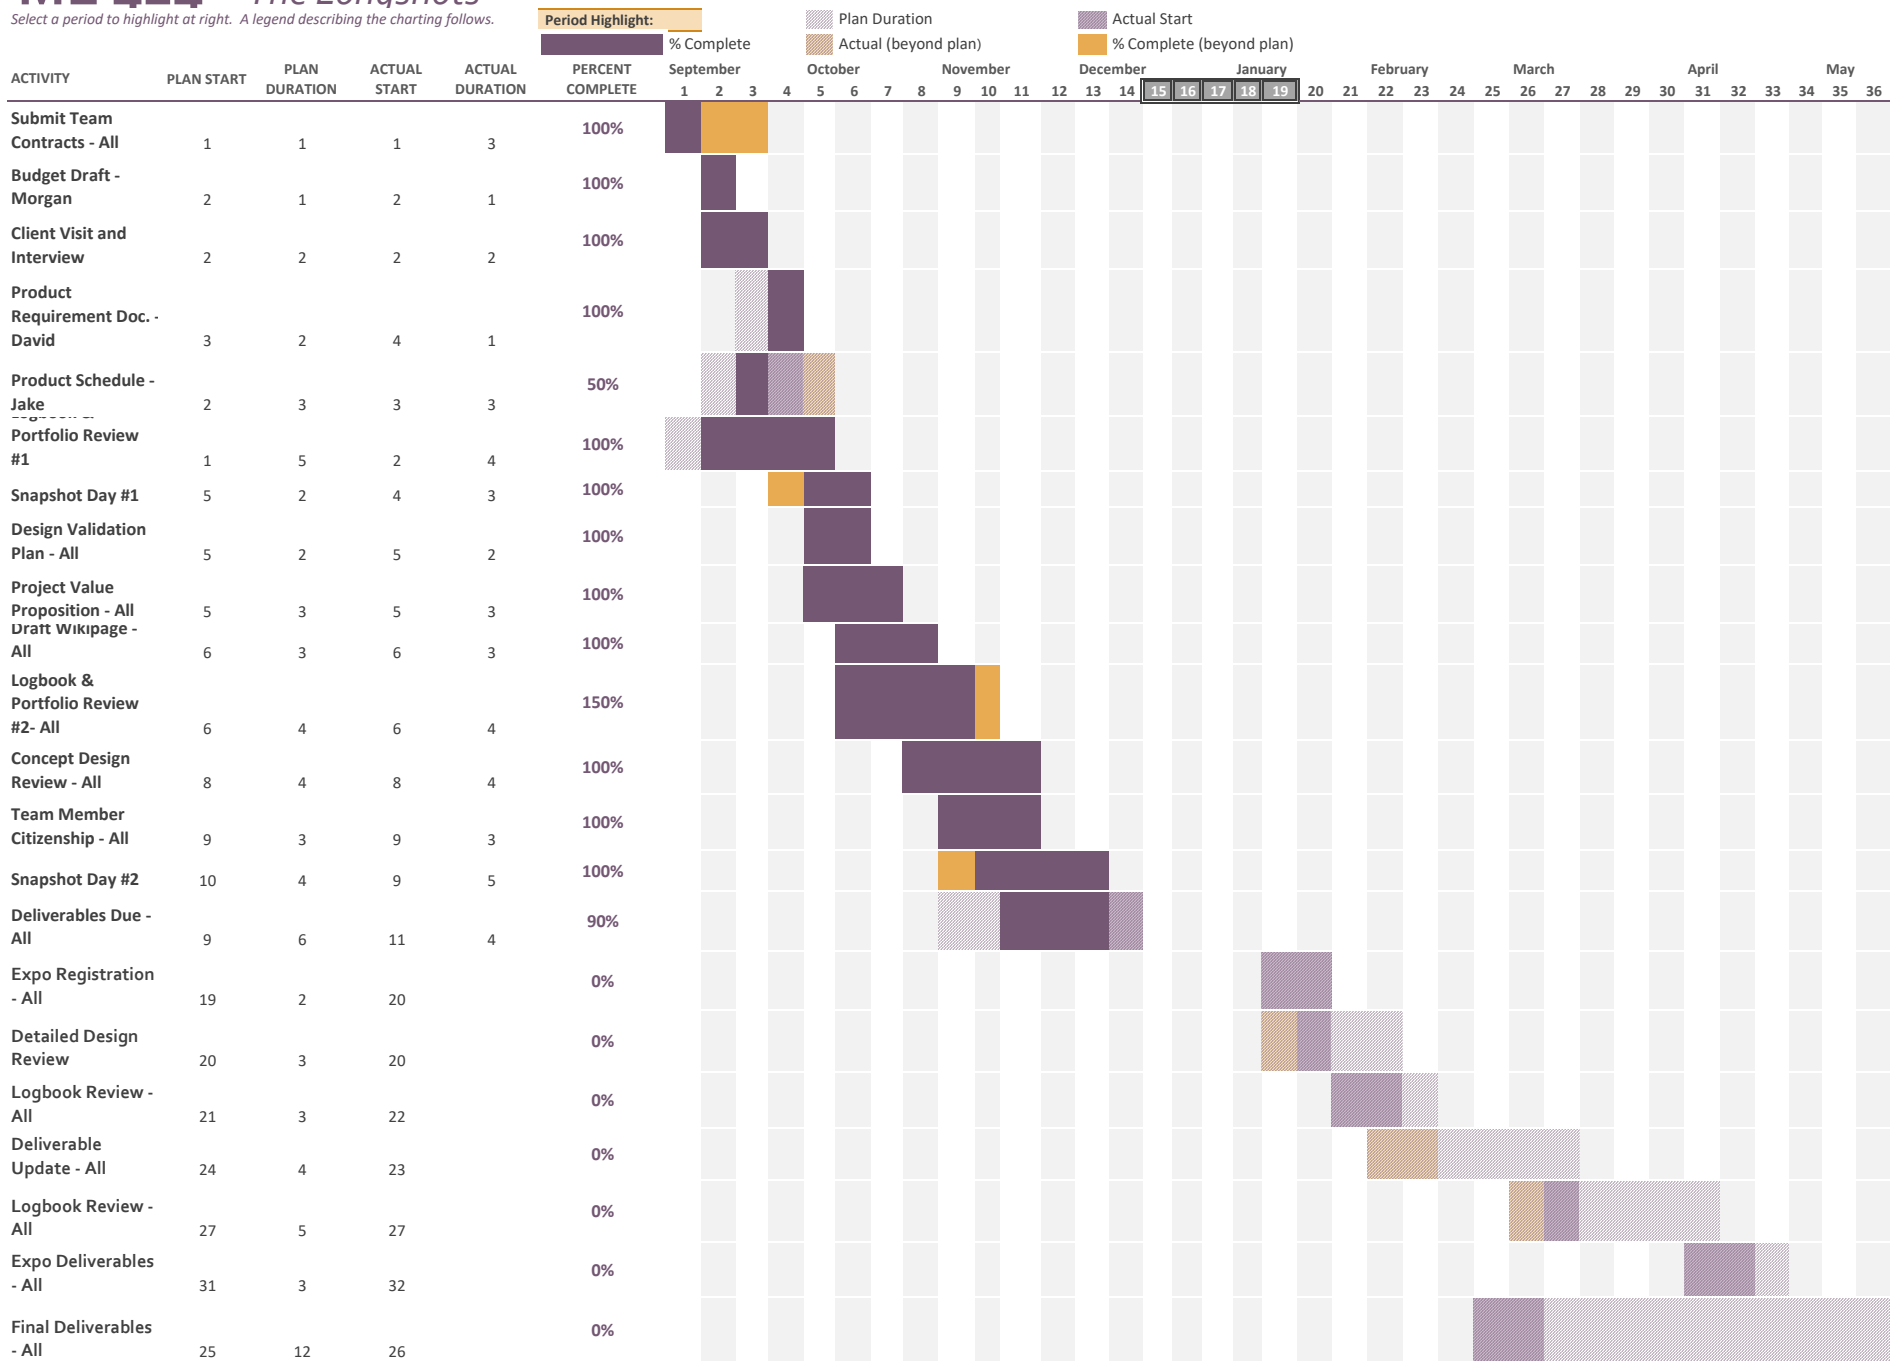 The Longshots
Select a period to highlight at right.  A legend describing the charting follows.
Period Highlight:
Plan Duration
Actual Start
% Complete
Actual (beyond plan)
% Complete (beyond plan)
ACTIVITY PLAN START PLAN DURATION ACTUAL START ACTUAL DURATION PERCENT COMPLETE
September October November December January February March April May
1 2 3 4 5 6 7 8 9 10 11 12 13 14 15 16 17 18 19 20 21 22 23 24 25 26 27 28 29 30 31 32 33 34 35 36
Submit Team
Contracts - All 1 1 1 3 100%
Budget Draft -
Morgan 2 1 2 1 100%
Client Visit and
Interview 2 2 2 2 100%
Product
Requirement Doc. -
David 3 2 4 1 100%
Product Schedule -
Jake 2 3 3 3 50%
Portfolio Review
#1 1 5 2 4 100%
Snapshot Day #1 5 2 4 3 100%
Design Validation
Plan - All 5 2 5 2 100%
Project Value
Proposition - All 5 3 5 3 100%
Draft Wikipage -
All 6 3 6 3 100%
Logbook &
Portfolio Review
#2- All 6 4 6 4 150%
Concept Design
Review - All 8 4 8 4 100%
Team Member
Citizenship - All 9 3 9 3 100%
Snapshot Day #2 10 4 9 5 100%
Deliverables Due -
All 9 6 11 4 90%
Expo Registration
- All 19 2 20 0%
Detailed Design
Review 20 3 20 0%
Logbook Review -
All 21 3 22 0%
Deliverable
Update - All 24 4 23 0%
Logbook Review -
All 27 5 27 0%
Expo Deliverables
- All 31 3 32 0%
Final Deliverables
- All 25 12 26 0%